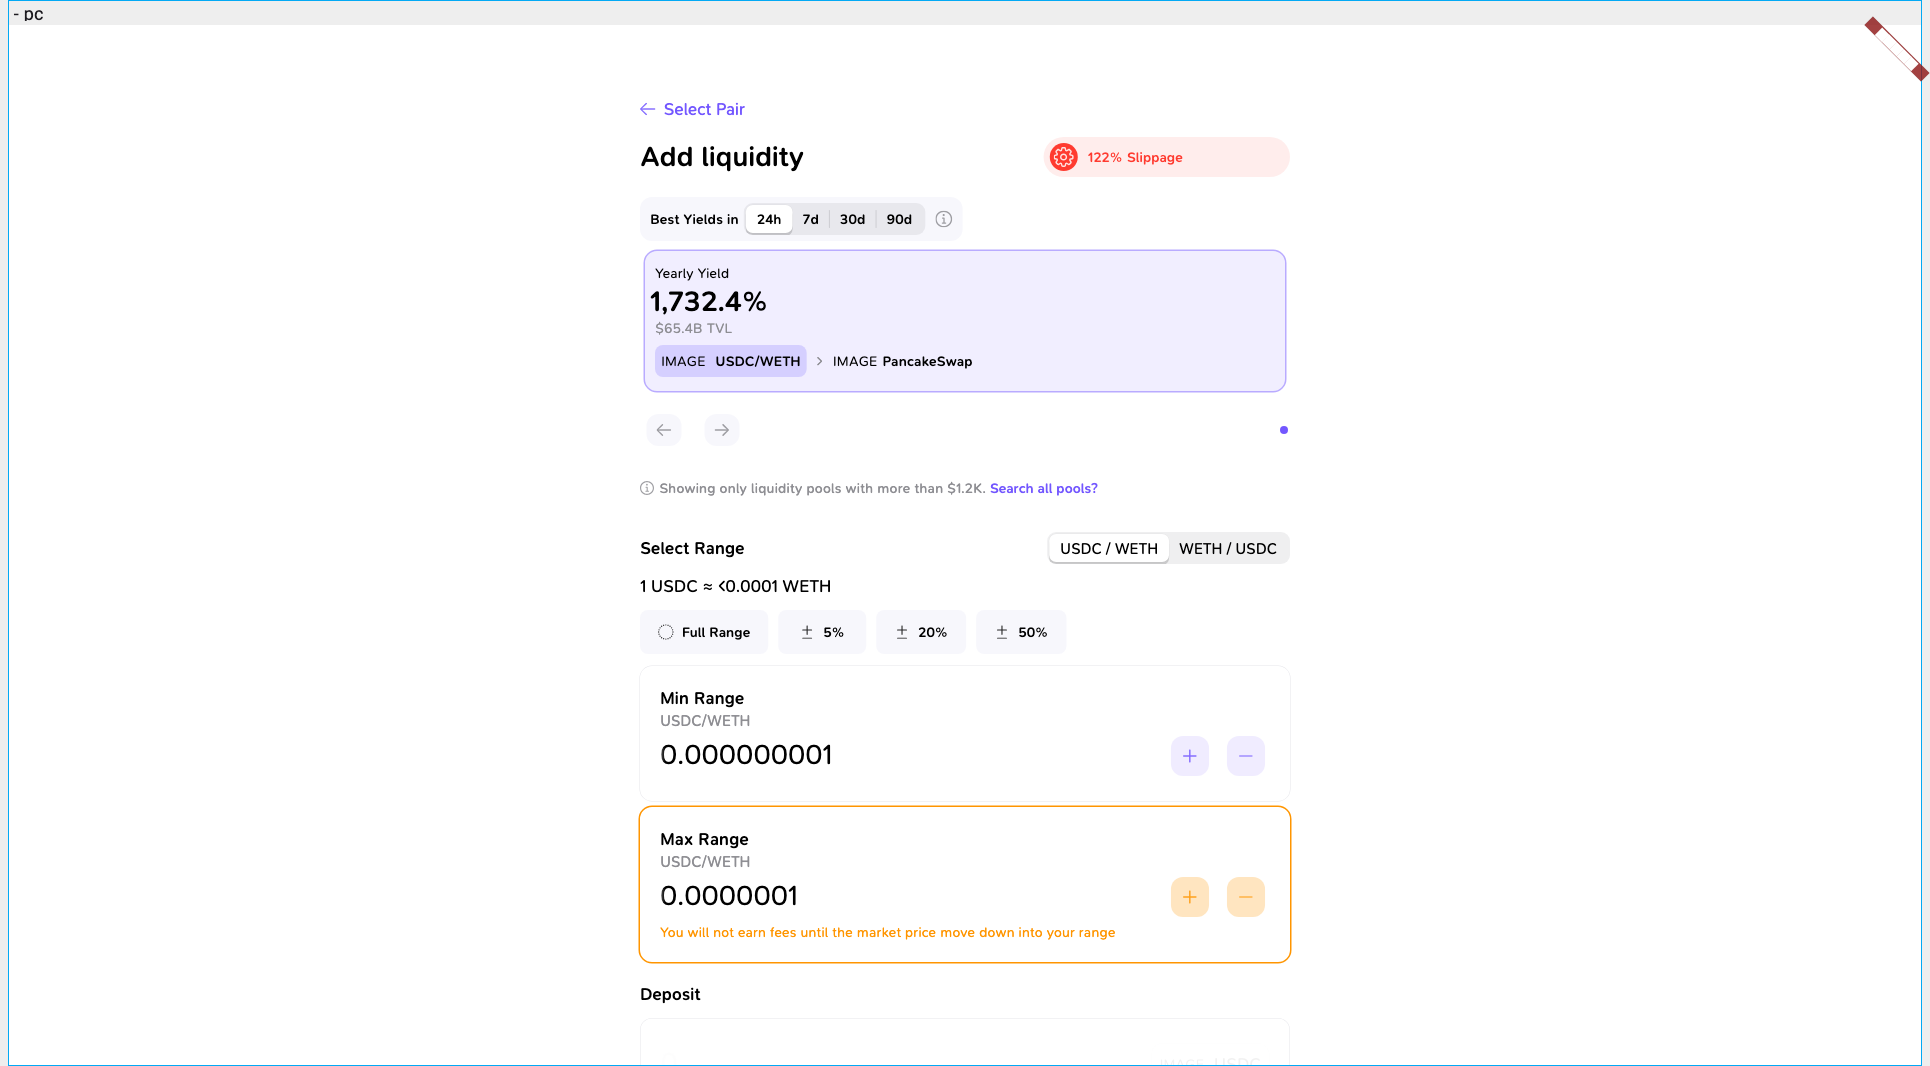 - pc
Select Pair
Add liquidity
122% Slippage
Best Yields in 24h 7d 30d 90d
Yearly Yield
1,732.4%
$65.4B TVL
IMAGE USDC/WETH > IMAGE PancakeSwap
Showing only liquidity pools with more than $1.2K. Search all pools?
Select Range
USDC / WETH WETH / USDC
1 USDC ≈ <0.0001 WETH
Full Range ± 5% ± 20% ± 50%
Min Range
USDC/WETH
0.000000001
Max Range
USDC/WETH
0.0000001
You will not earn fees until the market price move down into your range
Deposit
IMAGE USDC